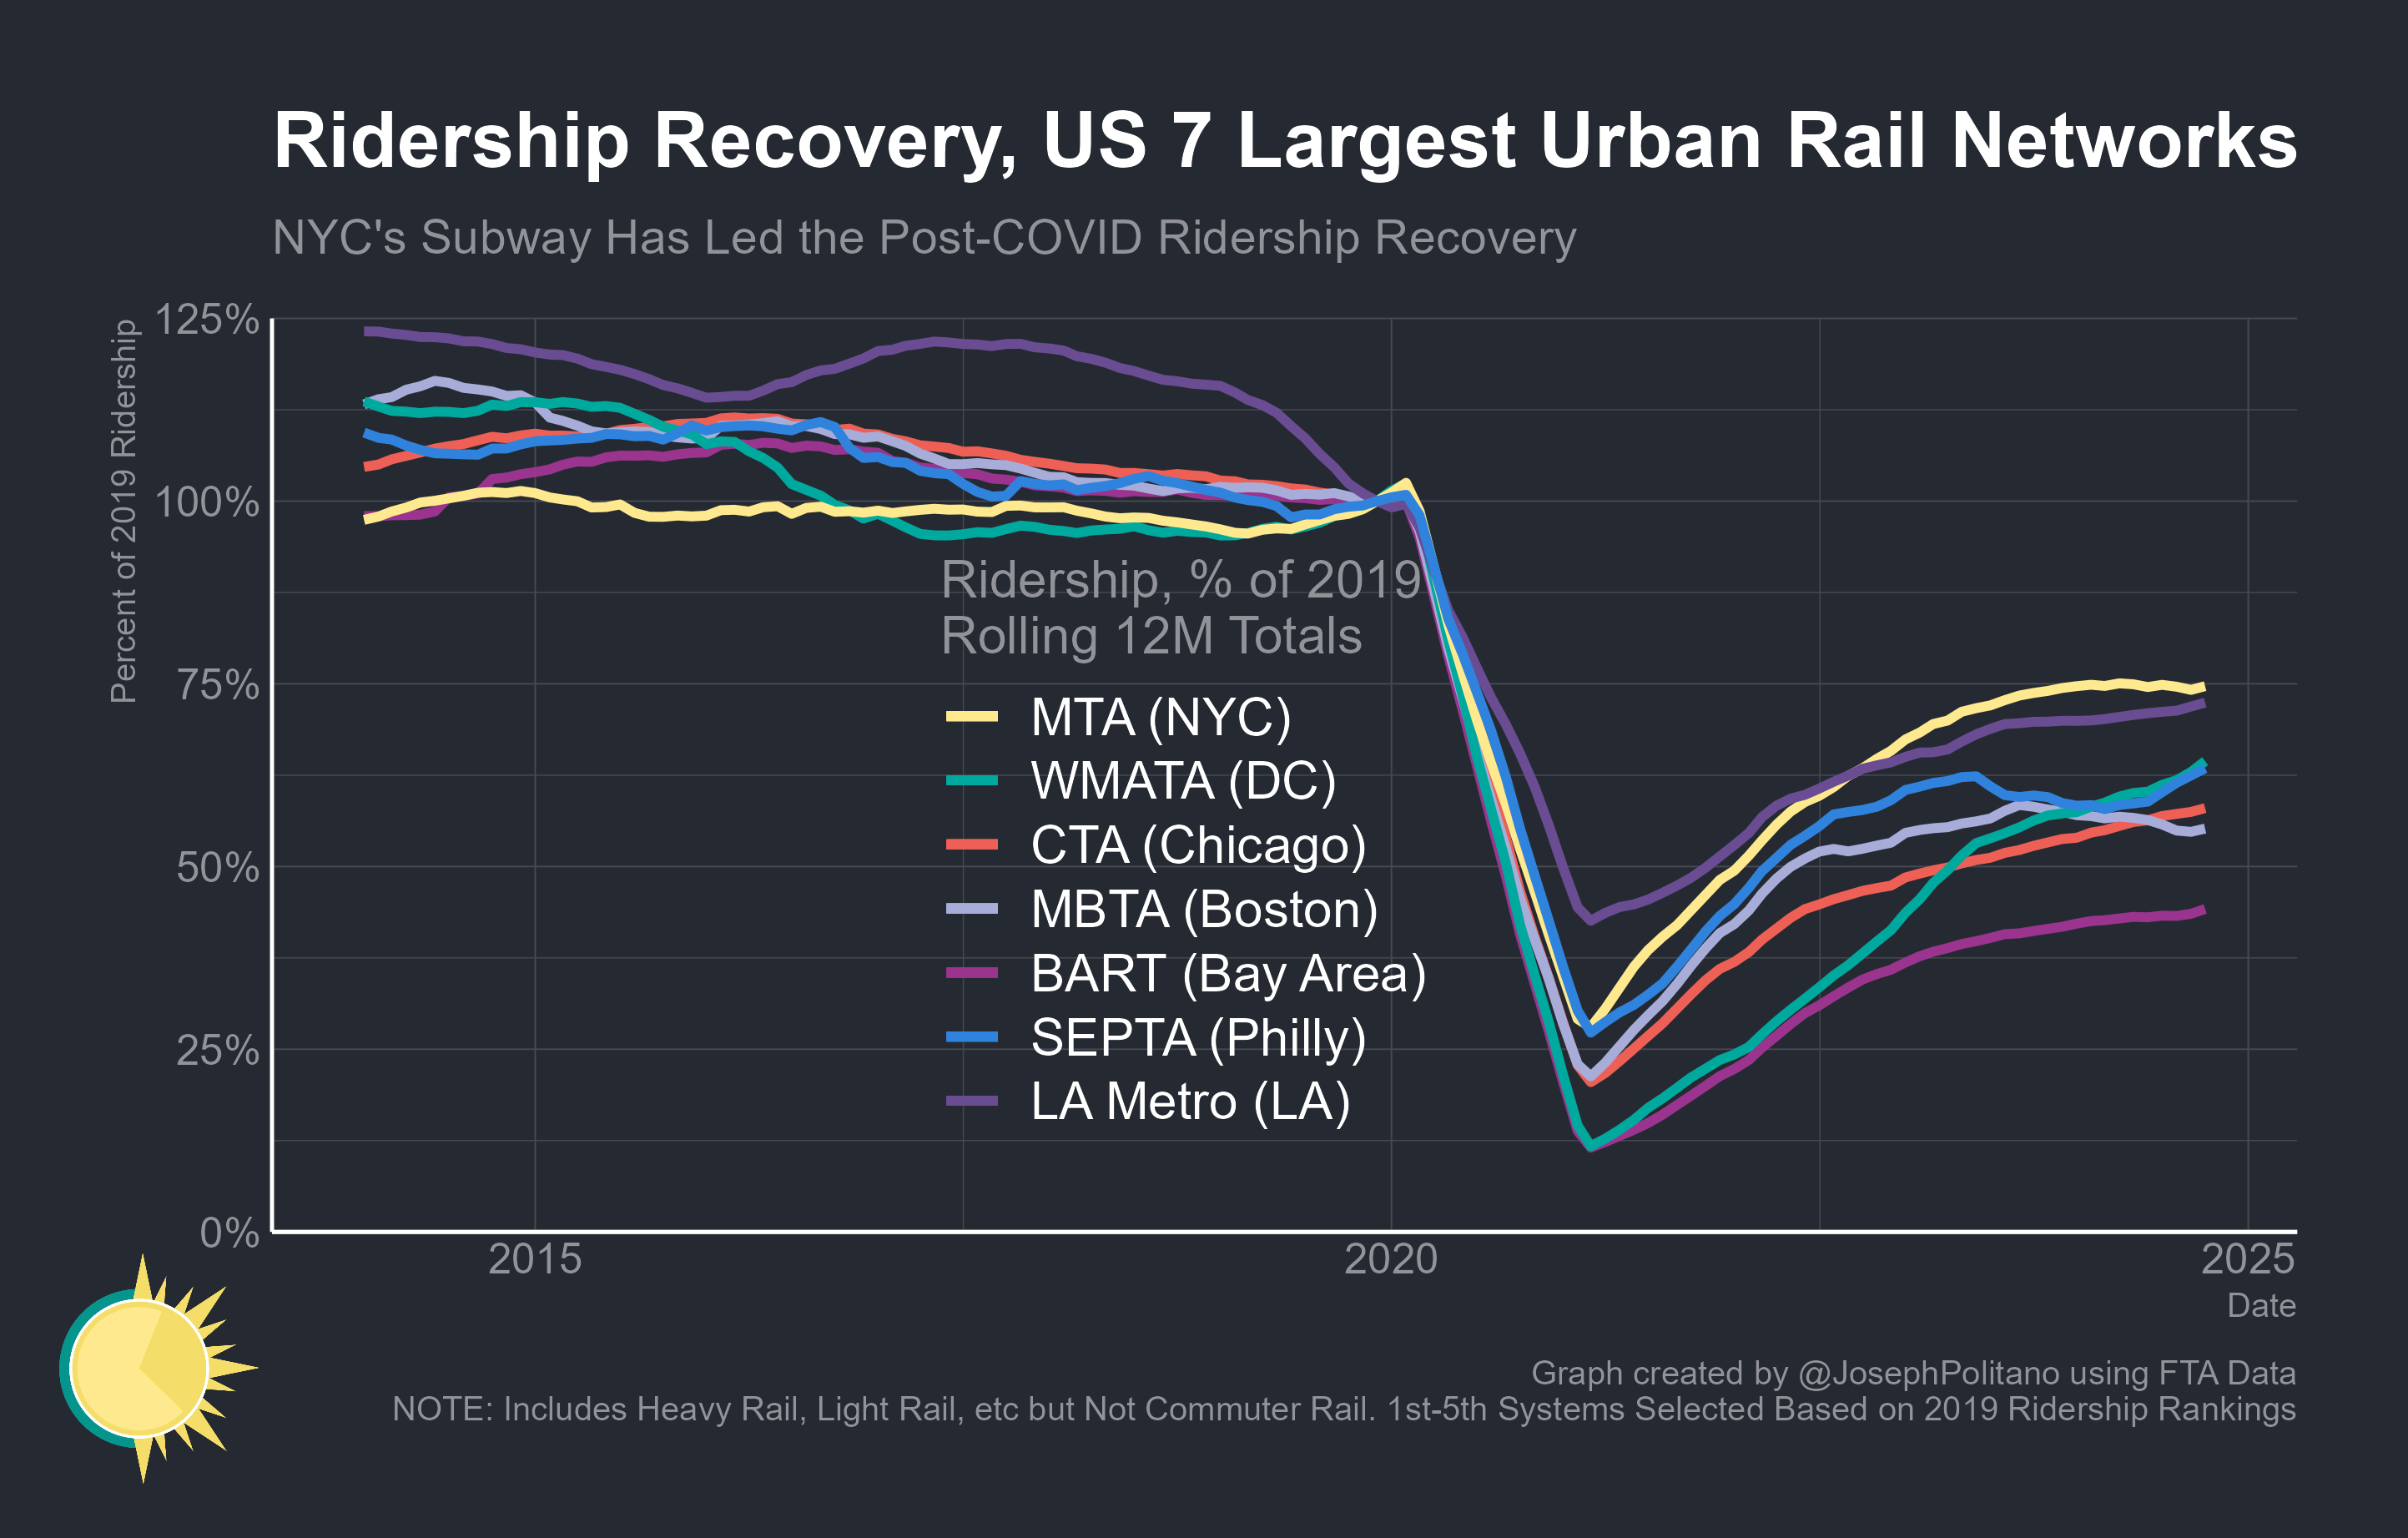 Ridership Recovery, US 7 Largest Urban Rail Networks
NYC's Subway Has Led the Post-COVID Ridership Recovery
Percent of 2019 Ridership
125%
100%
75%
50%
25%
0%
Ridership, % of 2019
Rolling 12M Totals
MTA (NYC)
WMATA (DC)
CTA (Chicago)
MBTA (Boston)
BART (Bay Area)
SEPTA (Philly)
LA Metro (LA)
2015
2020
2025
Date
Graph created by @JosephPolitano using FTA Data
NOTE: Includes Heavy Rail, Light Rail, etc but Not Commuter Rail. 1st-5th Systems Selected Based on 2019 Ridership Rankings